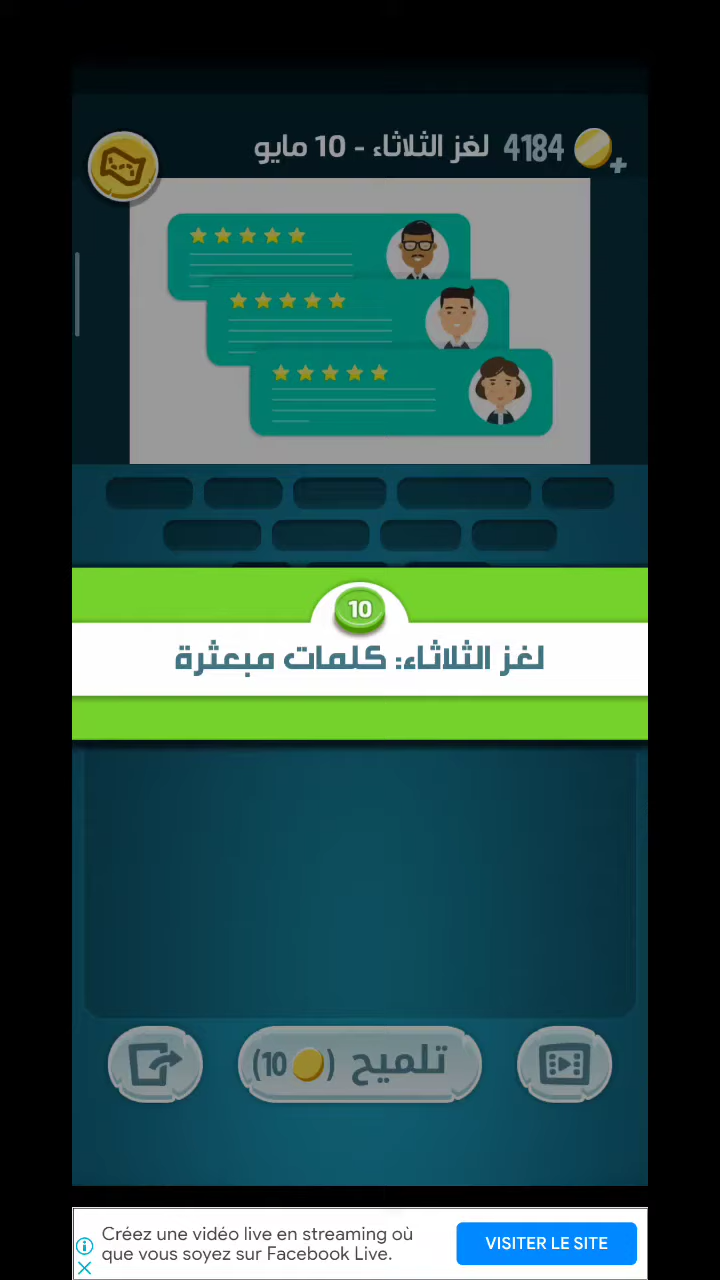 4184 لغز الثلاثاء - 10 مايو
10
لغز الثلاثاء: كلمات مبعثرة
تلميح (10)
Créez une vidéo live en streaming où
que vous soyez sur Facebook Live.
VISITER LE SITE